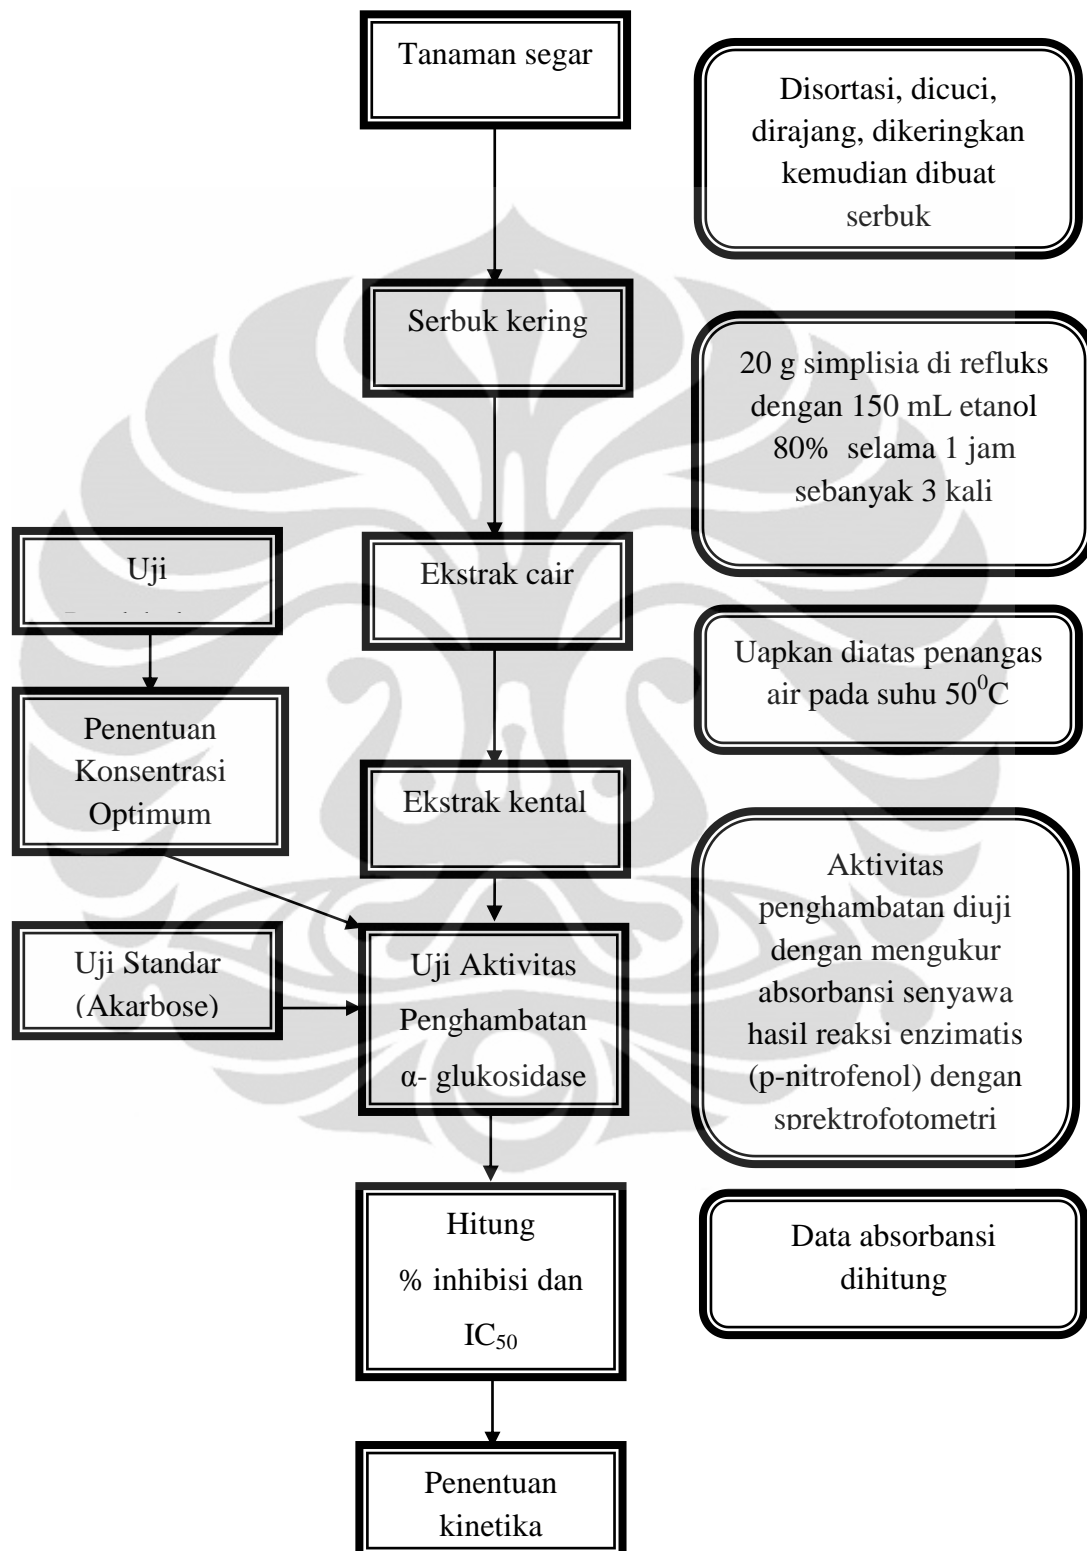 Tanaman segar
Disortasi, dicuci,
dirajang, dikeringkan
kemudian dibuat
serbuk
Serbuk kering
20 g simplisia di refluks
dengan 150 mL etanol
80% selama 1 jam
sebanyak 3 kali
Uji
Ekstrak cair
Uapkan diatas penangas
air pada suhu 50⁰C
Penentuan
Konsentrasi
Optimum
Ekstrak kental
Aktivitas
penghambatan diuji
dengan mengukur
absorbansi senyawa
hasil reaksi enzimatis
(p-nitrofenol) dengan
sprektrofotometri
Uji Standar
(Akarbose)
Uji Aktivitas
Penghambatan
α- glukosidase
Hitung
% inhibisi dan
IC₅₀
Data absorbansi
dihitung
Penentuan
kinetika